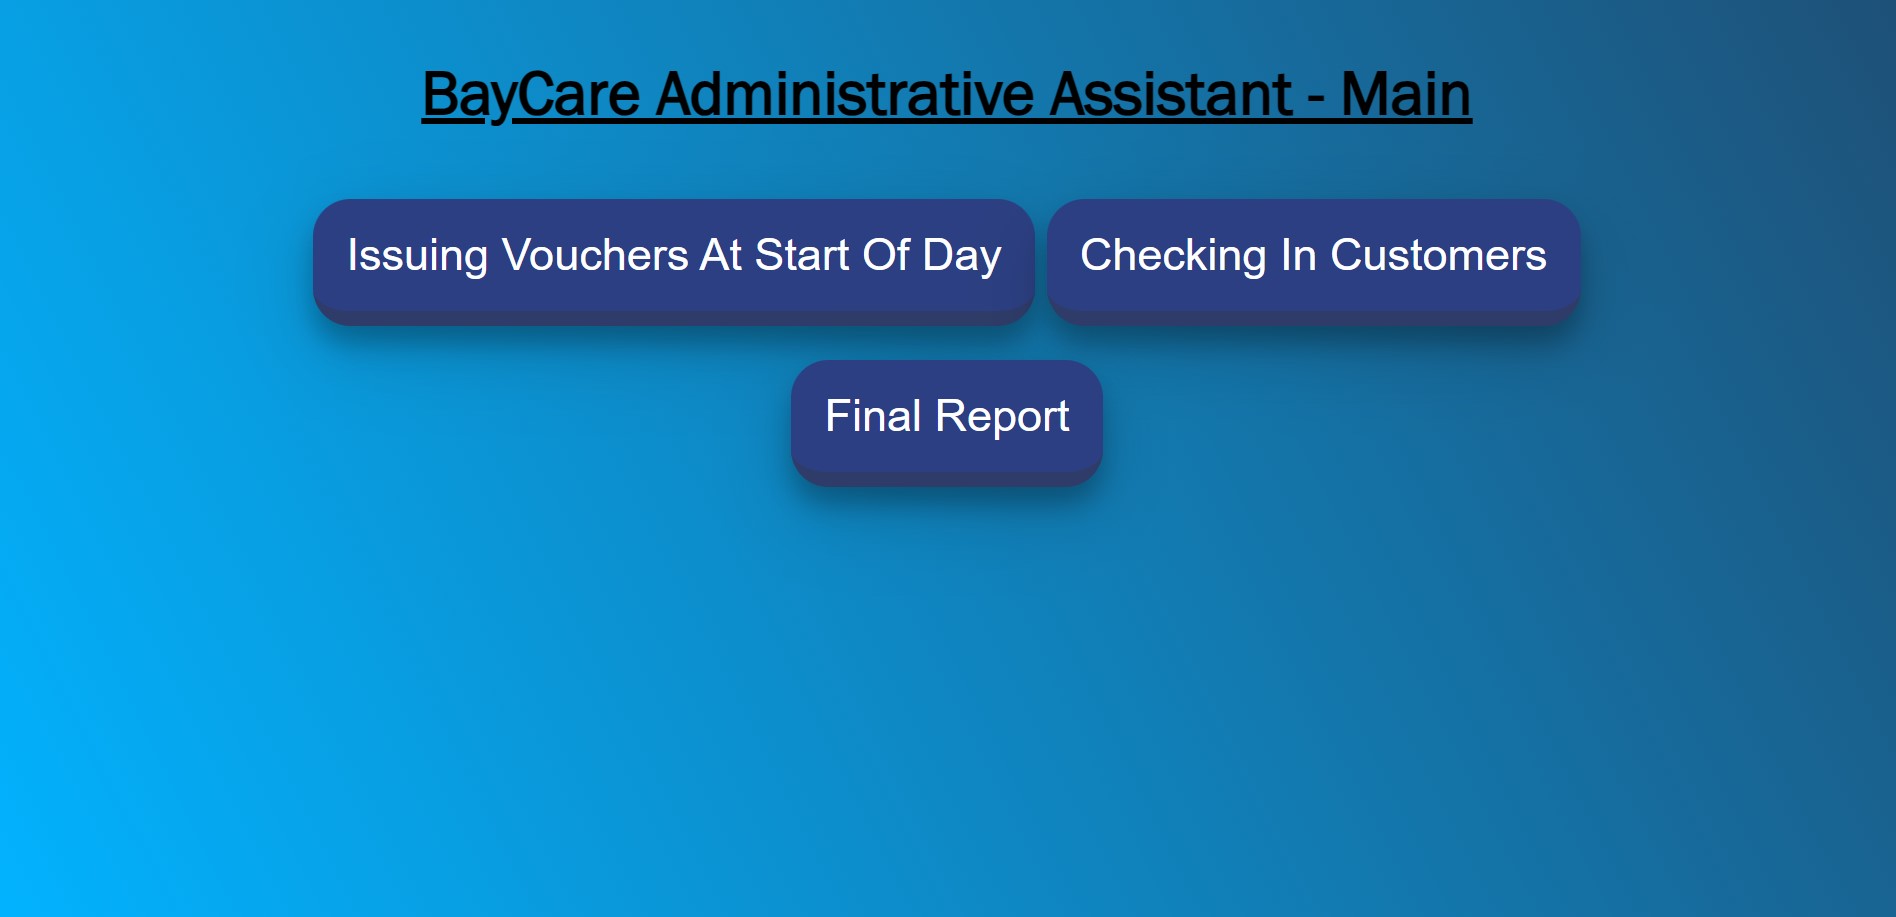 BayCare Administrative Assistant - Main
Issuing Vouchers At Start Of Day
Checking In Customers
Final Report